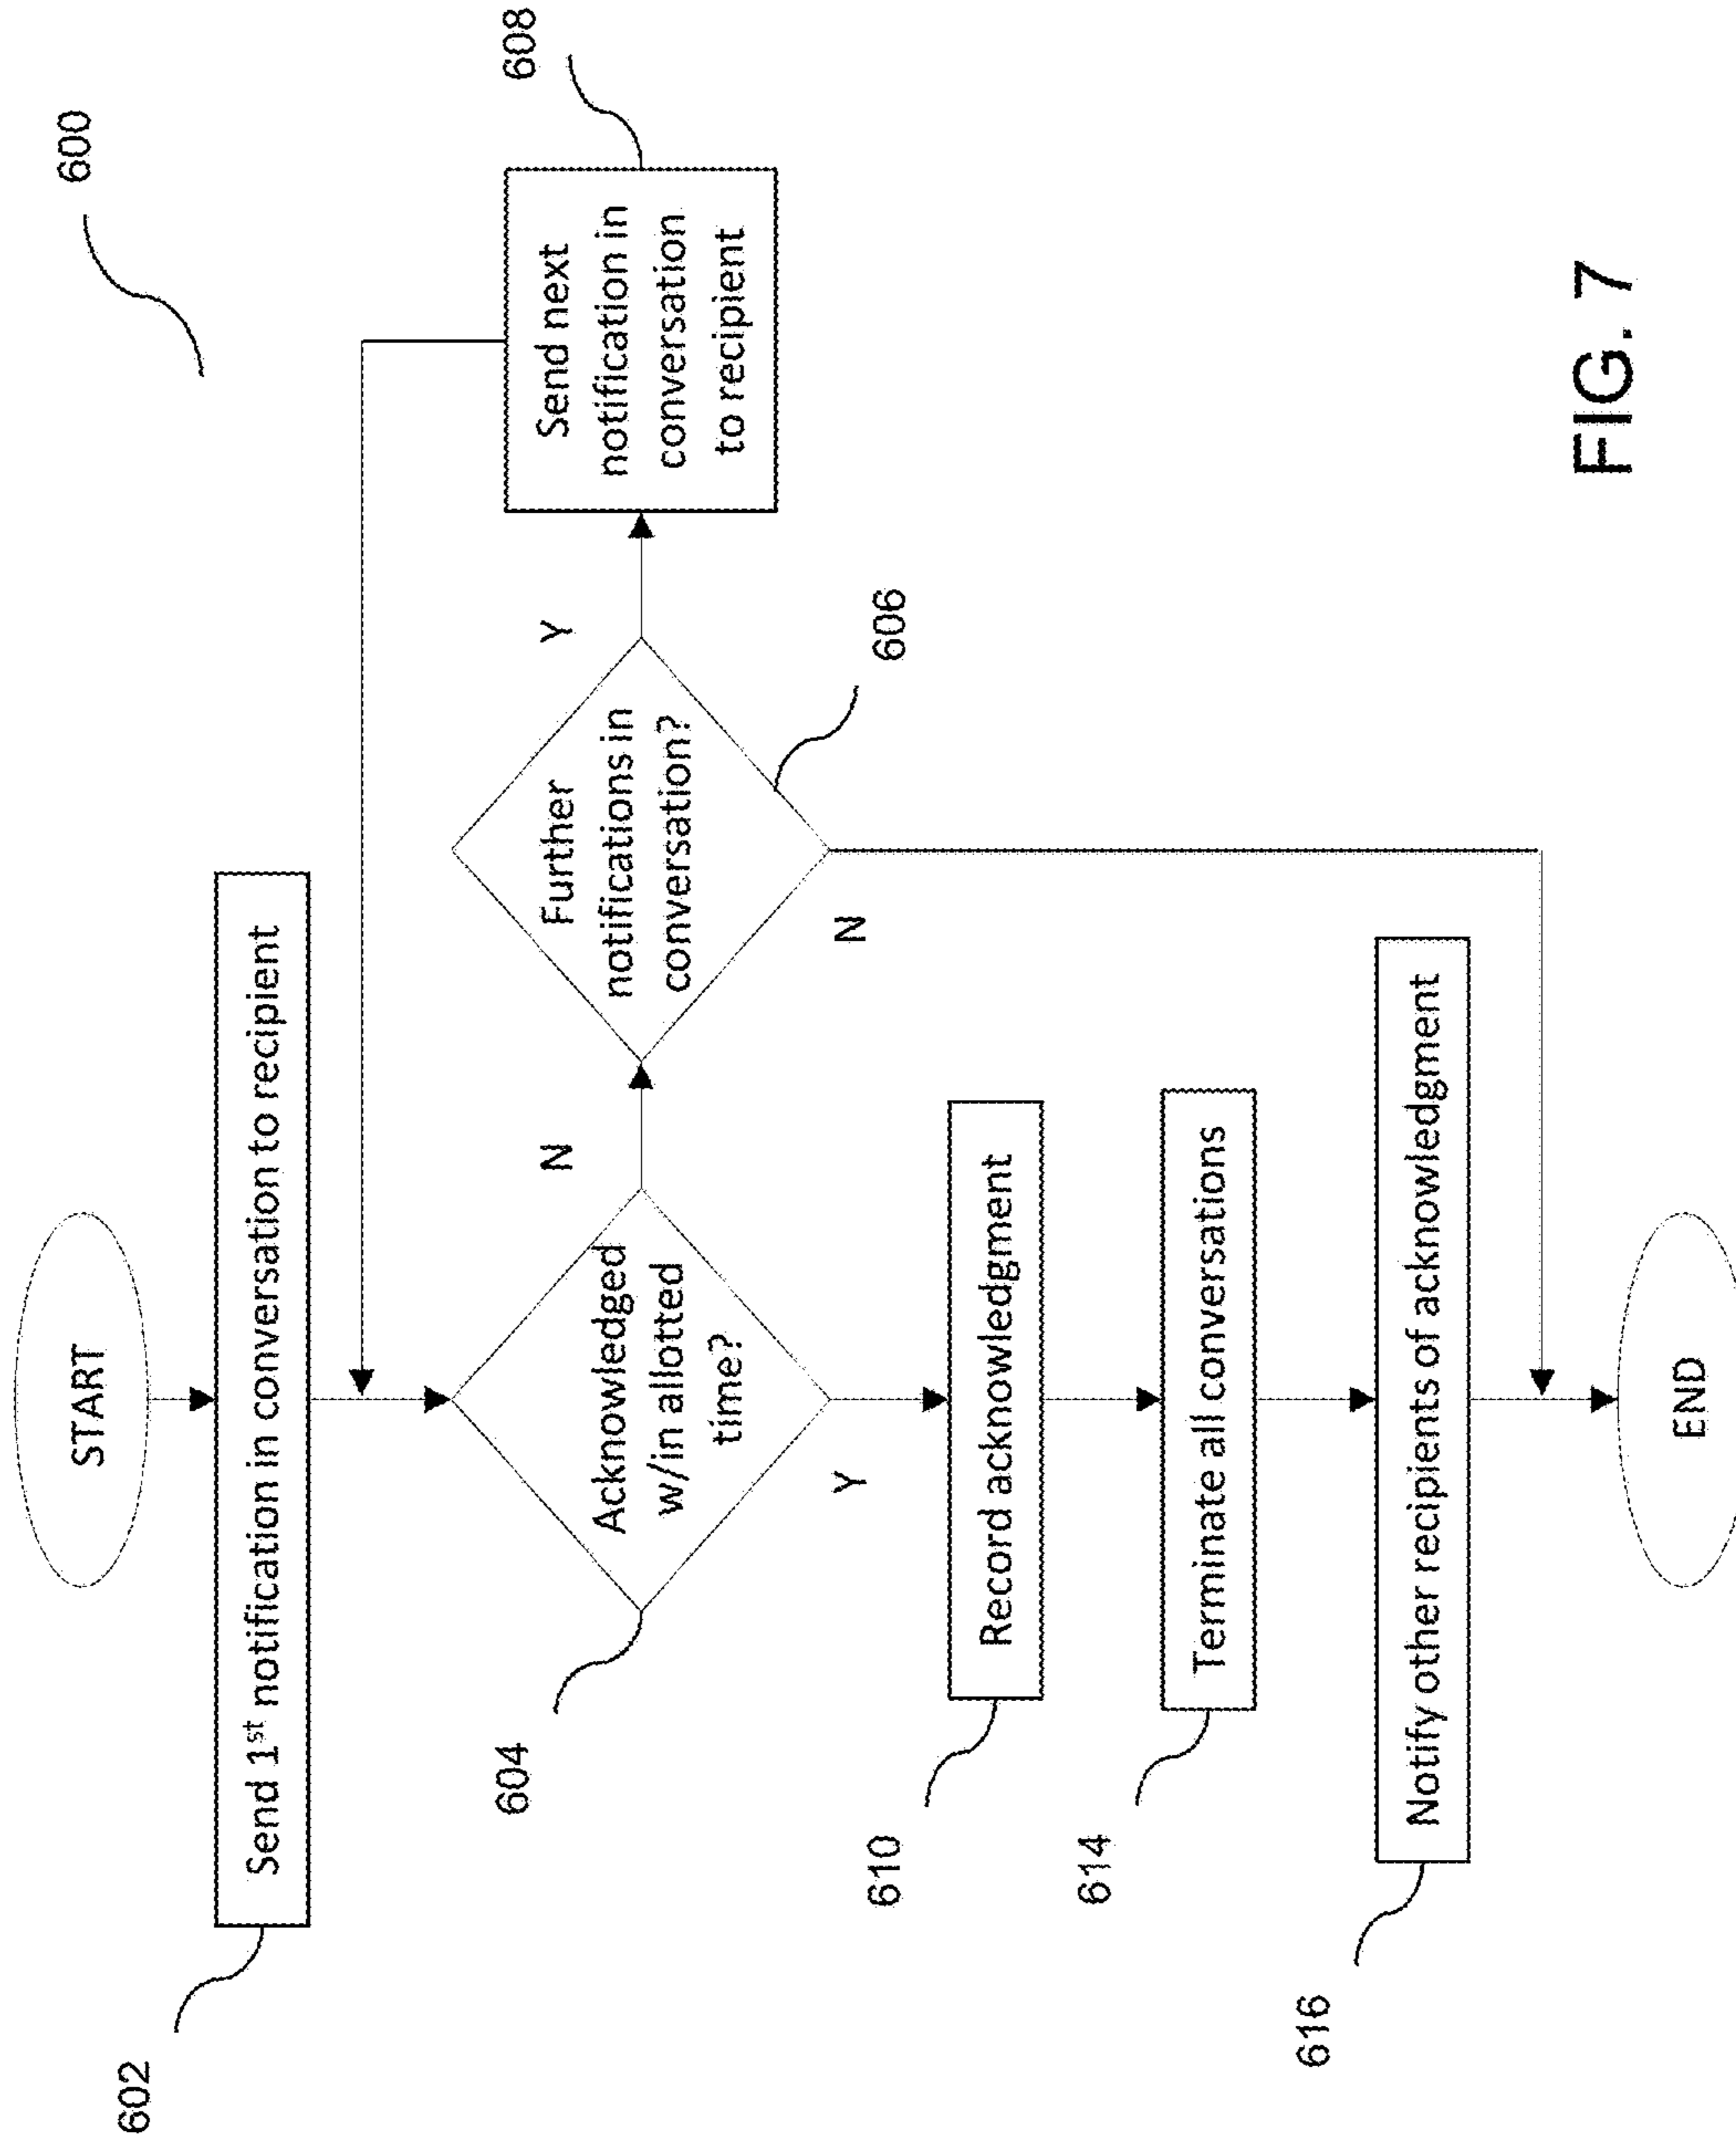 600
START
602
Send 1st notification in conversation to recipient
604
Acknowledged
w/in allotted
time?
N
Y
Further
notifications in
conversation?
606
Y
N
Send next
notification in
conversation
to recipient
608
610
Record acknowledgment
614
Terminate all conversations
616
Notify other recipients of acknowledgment
END
FIG. 7